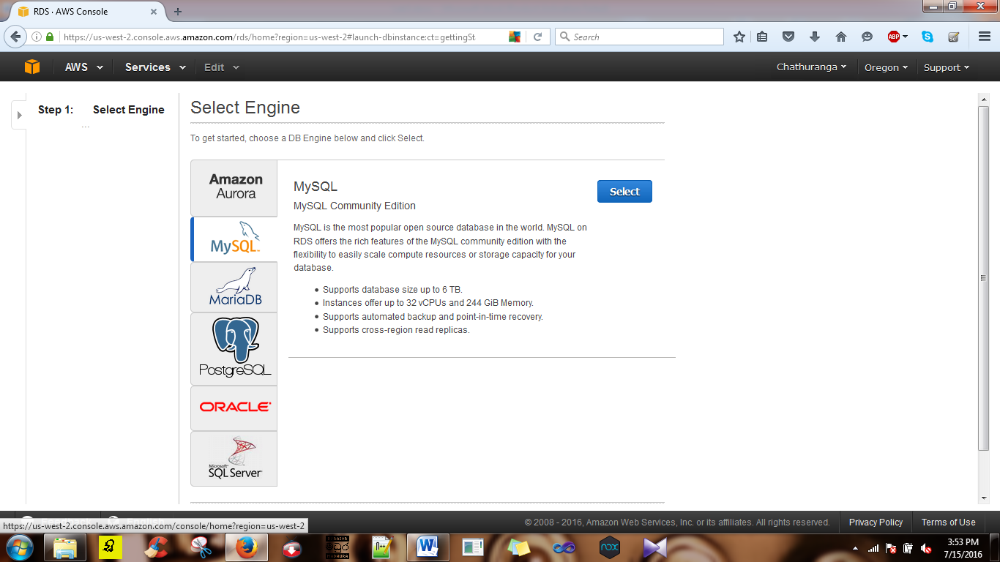 RDS · AWS Console
https://us-west-2.console.aws.amazon.com/rds/home?region=us-west-2#launch-dbinstance:ct=gettingSt
Search
ABP
AWS Services Edit Chathuranga Oregon Support
Step 1: Select Engine
...
Select Engine
To get started, choose a DB Engine below and click Select.
Amazon
Aurora
MySQL™
MariaDB
PostgreSQL
ORACLE®
Microsoft®
SQL Server®
MySQL
Select
MySQL Community Edition
MySQL is the most popular open source database in the world. MySQL on
RDS offers the rich features of the MySQL community edition with the
flexibility to easily scale compute resources or storage capacity for your
database.
Supports database size up to 6 TB.
Instances offer up to 32 vCPUs and 244 GiB Memory.
Supports automated backup and point-in-time recovery.
Supports cross-region read replicas.
https://us-west-2.console.aws.amazon.com/console/home?region=us-west-2
© 2008 - 2016, Amazon Web Services, Inc. or its affiliates. All rights reserved. Privacy Policy Terms of Use
nox
3:53 PM
7/15/2016